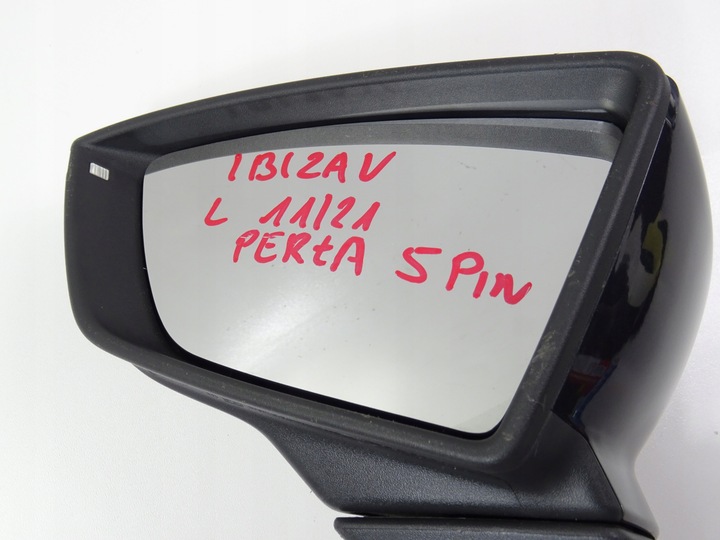 IBIZA V
L 11/21
PERŁA 5 PIN